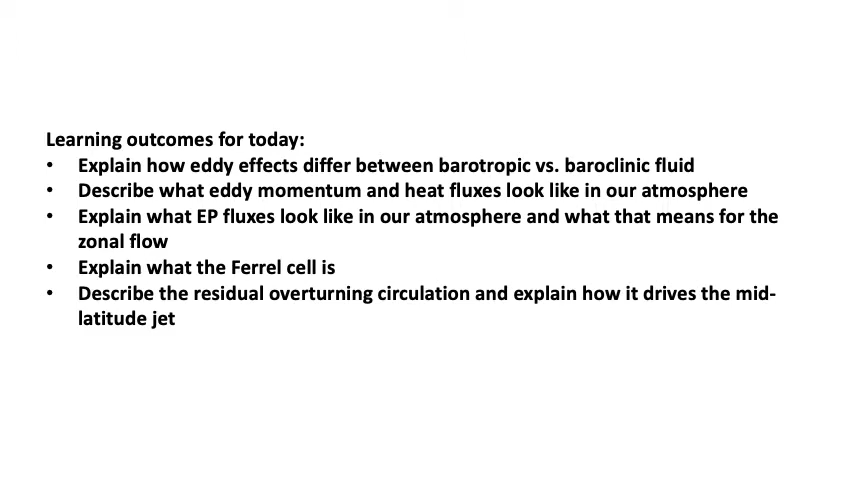 Learning outcomes for today:
• Explain how eddy effects differ between barotropic vs. baroclinic fluid
• Describe what eddy momentum and heat fluxes look like in our atmosphere
• Explain what EP fluxes look like in our atmosphere and what that means for the
zonal flow
• Explain what the Ferrel cell is
• Describe the residual overturning circulation and explain how it drives the mid-
latitude jet